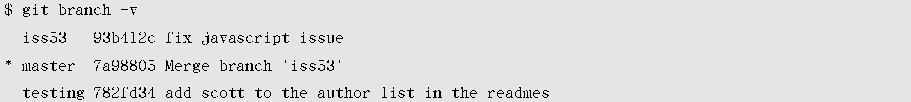 $ git branch -v
iss53   93b412c fix javascript issue
* master  7a98805 Merge branch 'iss53'
testing 782fd34 add scott to the author list in the readmes